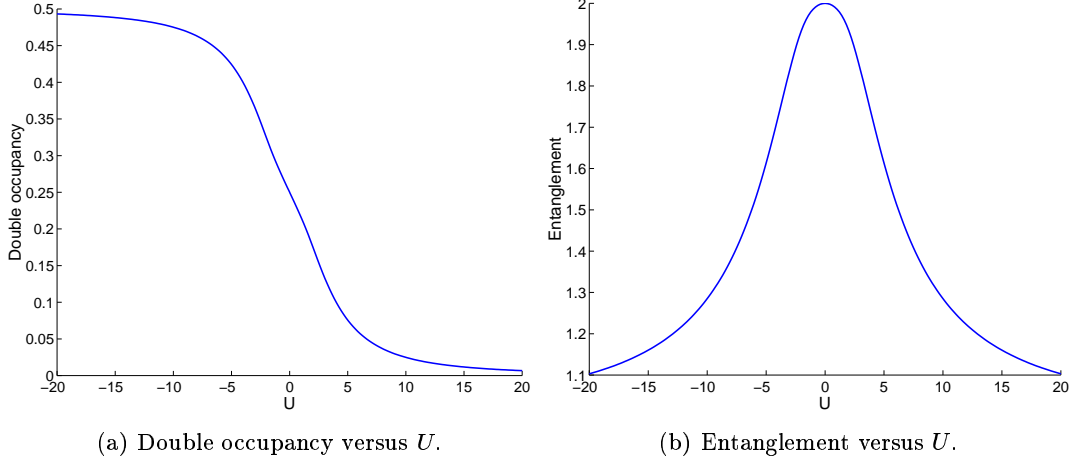 0.5
0.45
0.4
0.35
0.3
0.25
0.2
0.15
0.1
0.05
0
Double occupancy
−20 −15 −10 −5 0 5 10 15 20
U
(a) Double occupancy versus U.
2
1.9
1.8
1.7
1.6
1.5
1.4
1.3
1.2
1.1
Entanglement
−20 −15 −10 −5 0 5 10 15 20
U
(b) Entanglement versus U.